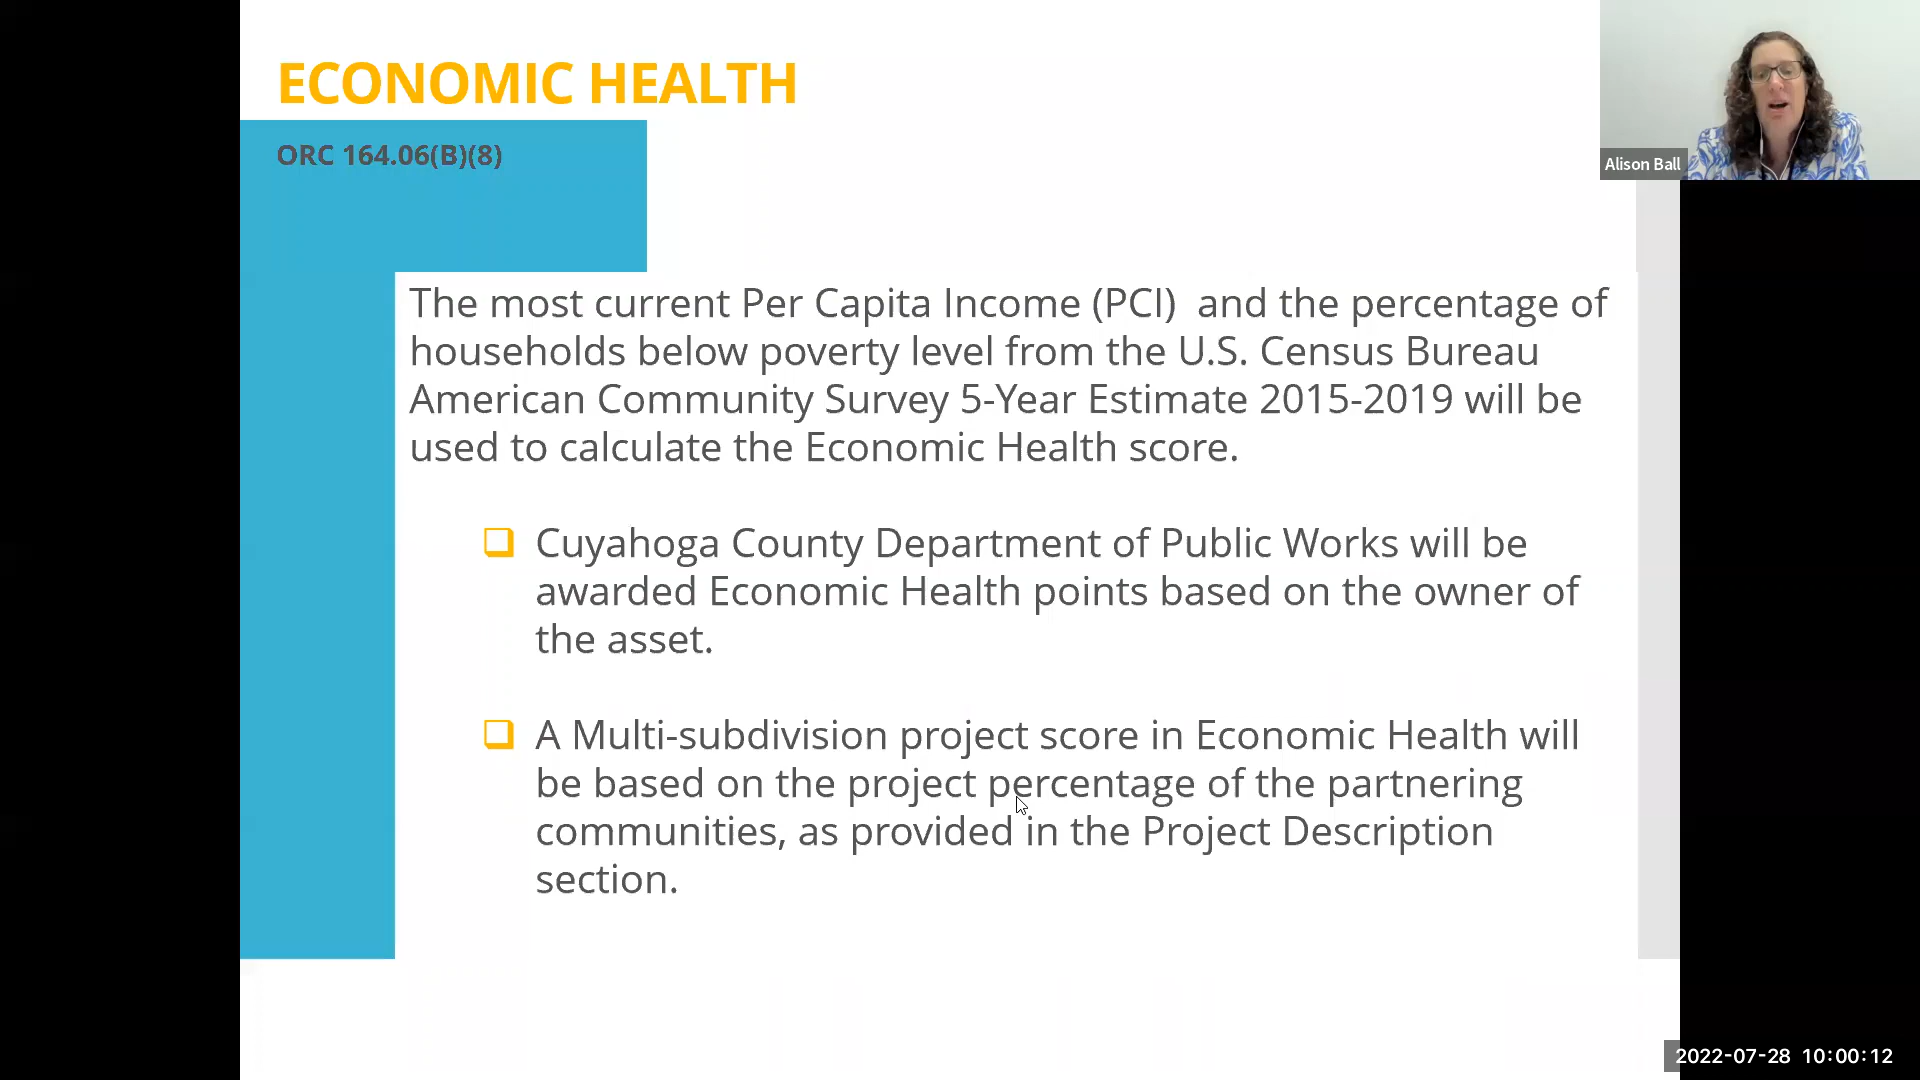 ECONOMIC HEALTH
ORC 164.06(B)(8)
Alison Ball
The most current Per Capita Income (PCI)  and the percentage of
households below poverty level from the U.S. Census Bureau
American Community Survey 5-Year Estimate 2015-2019 will be
used to calculate the Economic Health score.
Cuyahoga County Department of Public Works will be
awarded Economic Health points based on the owner of
the asset.
A Multi-subdivision project score in Economic Health will
be based on the project percentage of the partnering
communities, as provided in the Project Description
section.
2022-07-28 10:00:12